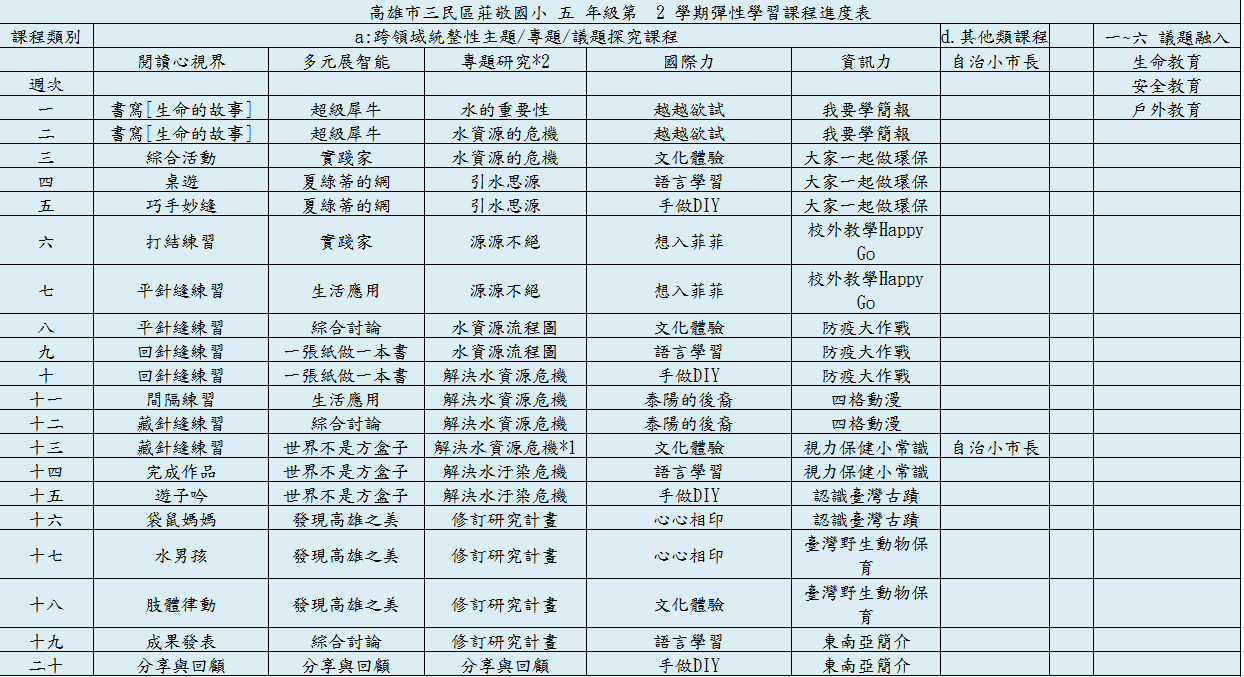 高雄市三民區莊敬國小 五 年級第 2 學期彈性學習課程進度表
課程類別 a:跨領域統整性主題/專題/議題探究課程 d.其他類課程 一~六 議題融入
閱讀心視界 多元展智能 專題研究*2 國際力 資訊力 自治小市長 生命教育
週次 安全教育
一 書寫[生命的故事] 超級犀牛 水的重要性 越越欲試 我要學簡報 戶外教育
二 書寫[生命的故事] 超級犀牛 水資源的危機 越越欲試 我要學簡報
三 綜合活動 實踐家 水資源的危機 文化體驗 大家一起做環保
四 桌遊 夏綠蒂的網 引水思源 語言學習 大家一起做環保
五 巧手妙縫 夏綠蒂的網 引水思源 手做DIY 大家一起做環保
六 打結練習 實踐家 源源不絕 想入菲菲 校外教學Happy
Go
七 平針縫練習 生活應用 源源不絕 想入菲菲 校外教學Happy
Go
八 平針縫練習 綜合討論 水資源流程圖 文化體驗 防疫大作戰
九 回針縫練習 一張紙做一本書 水資源流程圖 語言學習 防疫大作戰
十 回針縫練習 一張紙做一本書 解決水資源危機 手做DIY 防疫大作戰
十一 間隔練習 生活應用 解決水資源危機 泰陽的後裔 四格動漫
十二 藏針縫練習 綜合討論 解決水資源危機 泰陽的後裔 四格動漫
十三 藏針縫練習 世界不是方盒子 解決水資源危機*1 文化體驗 視力保健小常識 自治小市長
十四 完成作品 世界不是方盒子 解決水汙染危機 語言學習 視力保健小常識
十五 遊子吟 世界不是方盒子 解決水汙染危機 手做DIY 認識臺灣古蹟
十六 袋鼠媽媽 發現高雄之美 修訂研究計畫 心心相印 認識臺灣古蹟
十七 水男孩 發現高雄之美 修訂研究計畫 心心相印 臺灣野生動物保
育
十八 肢體律動 發現高雄之美 修訂研究計畫 文化體驗 臺灣野生動物保
育
十九 成果發表 綜合討論 修訂研究計畫 語言學習 東南亞簡介
二十 分享與回顧 分享與回顧 分享與回顧 手做DIY 東南亞簡介